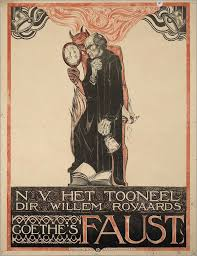 N.V. HET TOONEEL
DIR. WILLEM ROYAARDS
GOETHE'S FAUST